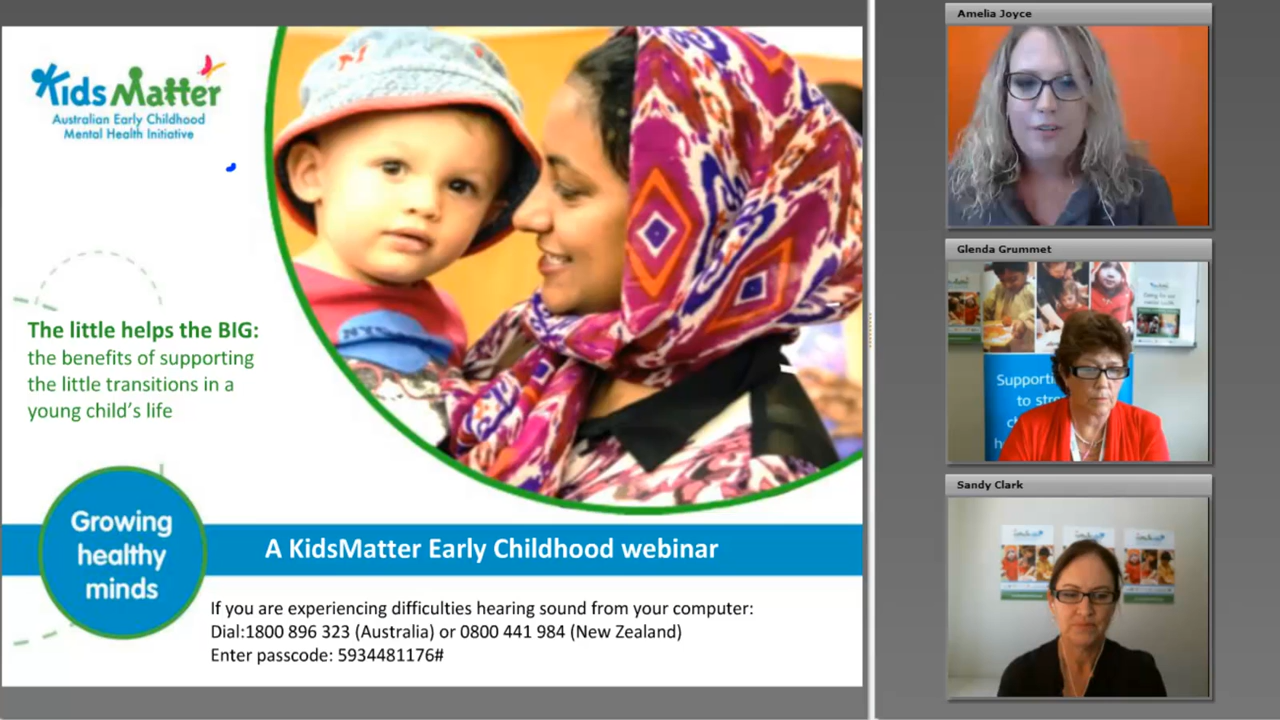 KidsMatter
Australian Early Childhood
Mental Health Initiative
The little helps the BIG:
the benefits of supporting
the little transitions in a
young child's life
Growing
healthy
minds
A KidsMatter Early Childhood webinar
If you are experiencing difficulties hearing sound from your computer:
Dial:1800 896 323 (Australia) or 0800 441 984 (New Zealand)
Enter passcode: 5934481176#
Amelia Joyce
Glenda Grummet
Sandy Clark